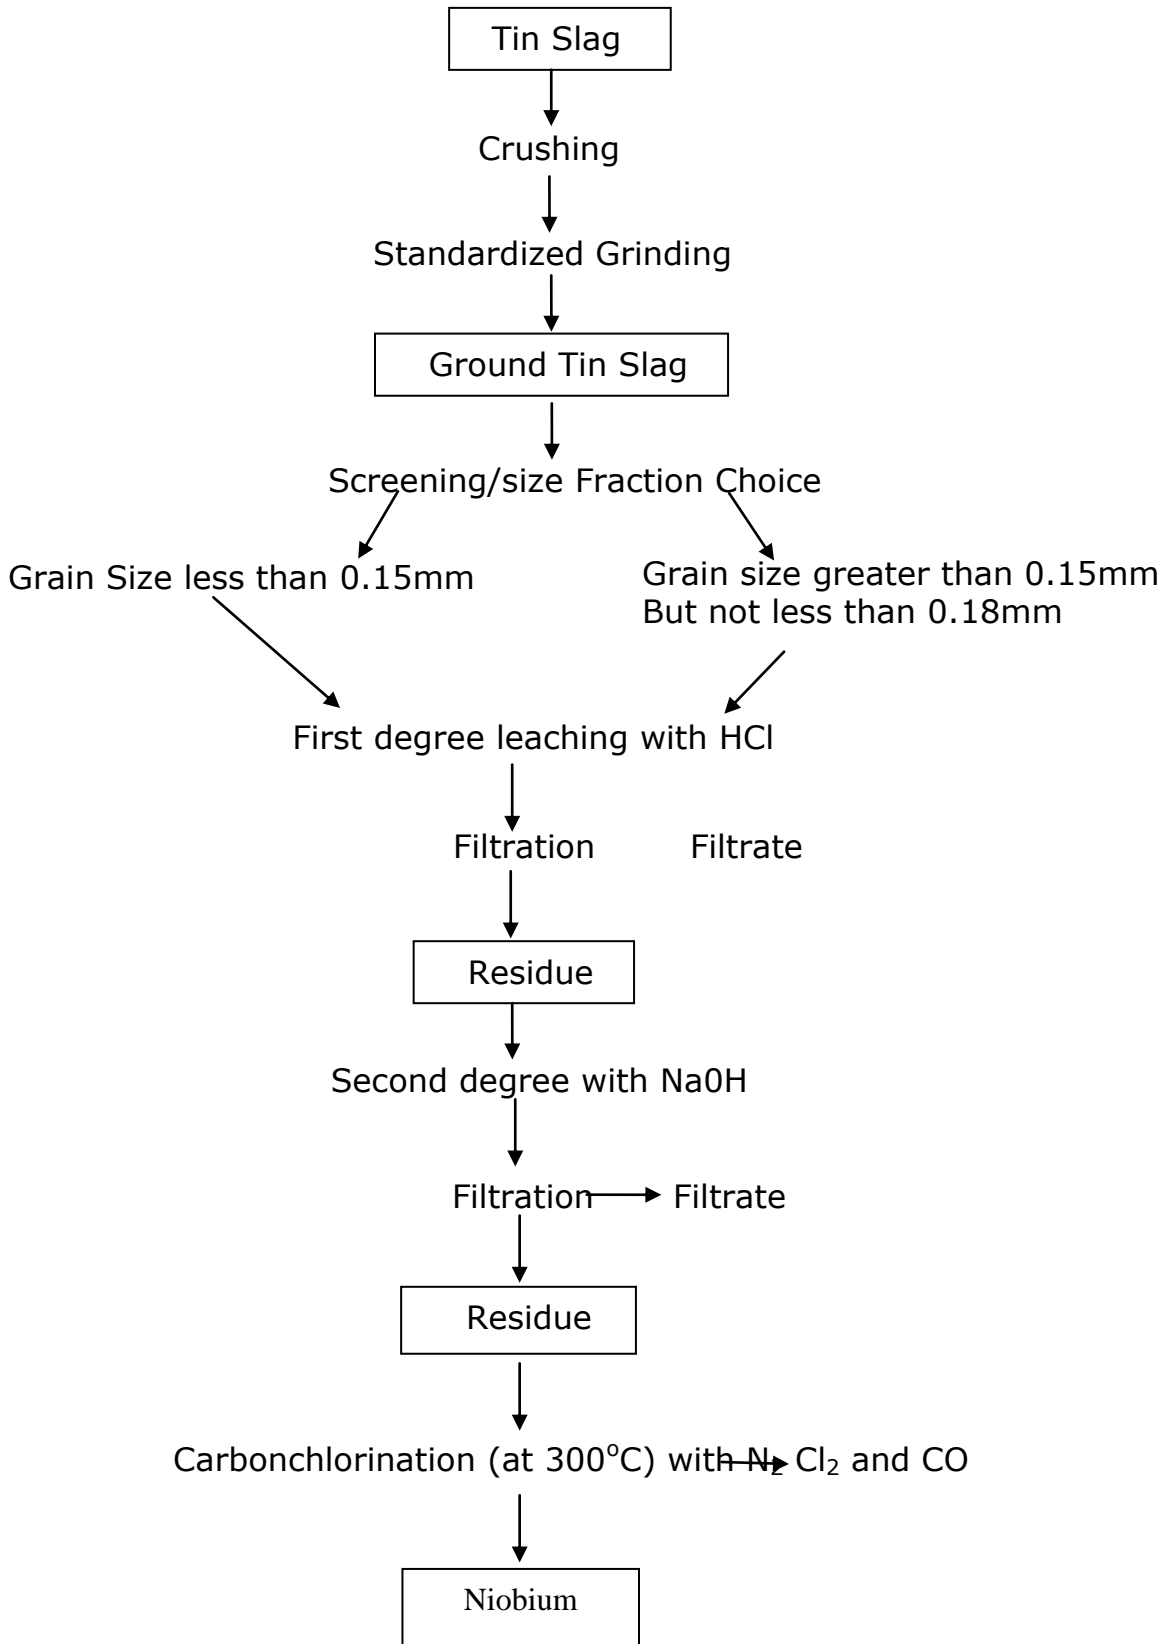 Tin Slag
Crushing
Standardized Grinding
Ground Tin Slag
Screening/size Fraction Choice
Grain Size less than 0.15mm
Grain size greater than 0.15mm
But not less than 0.18mm
First degree leaching with HCl
Filtration
Filtrate
Residue
Second degree with Na0H
Filtration
Filtrate
Residue
Carbonchlorination (at 300°C) with N₂ Cl₂ and CO
Niobium